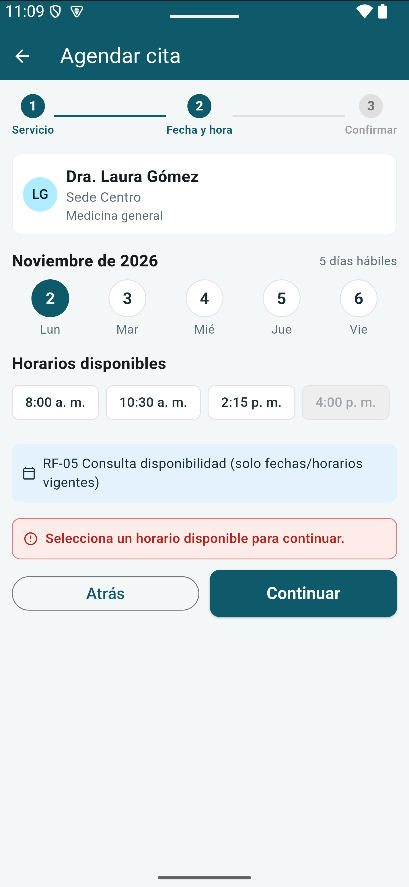 11:09
Agendar cita
1 2 3
Servicio Fecha y hora Confirmar
LG
Dra. Laura Gómez
Sede Centro
Medicina general
Noviembre de 2026 5 días hábiles
2 3 4 5 6
Lun Mar Mié Jue Vie
Horarios disponibles
8:00 a. m. 10:30 a. m. 2:15 p. m. 4:00 p. m.
RF-05 Consulta disponibilidad (solo fechas/horarios
vigentes)
Selecciona un horario disponible para continuar.
Atrás Continuar